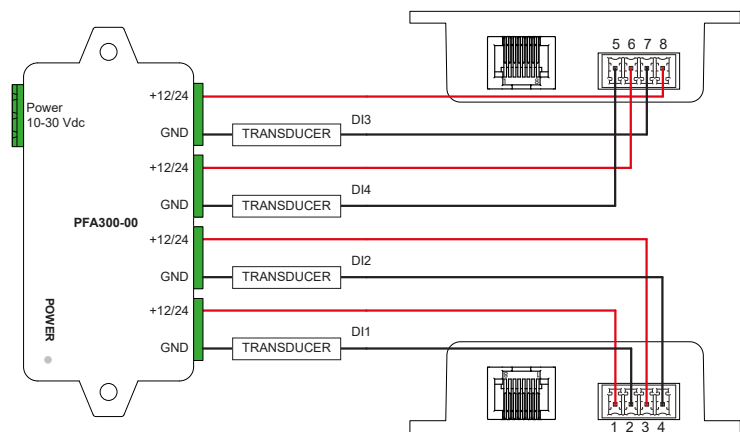 5 6 7 8
+12/24
Power
10-30 Vdc
DI3
GND
TRANSDUCER
+12/24
DI4
GND
TRANSDUCER
PFA300-00
+12/24
DI2
GND
TRANSDUCER
POWER
+12/24
DI1
GND
TRANSDUCER
1 2 3 4